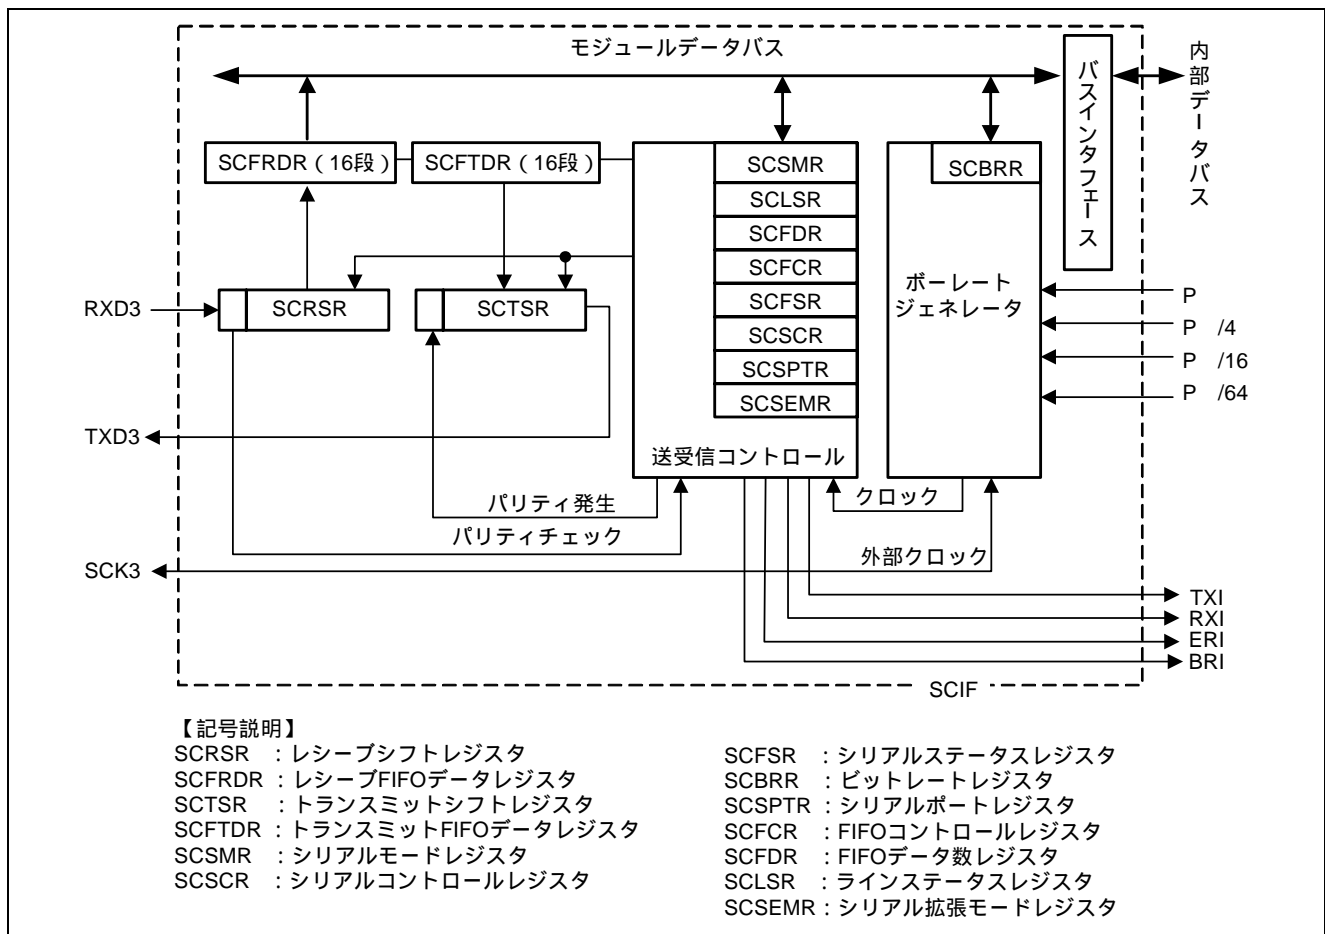 モジュールデータバス
バスインタフェース
内部データバス
SCFRDR（16段）
SCFTDR（16段）
SCSMR
SCLSR
SCFDR
SCFCR
SCFSR
SCSCR
SCSPTR
SCSEMR
送受信コントロール
SCBRR
ボーレート
ジェネレータ
RXD3
SCRSR
SCTSR
P
P /4
P /16
P /64
TXD3
パリティ発生
パリティチェック
クロック
SCK3
外部クロック
TXI
RXI
ERI
BRI
SCIF
【記号説明】
SCRSR ：レシーブシフトレジスタ
SCFRDR ：レシーブFIFOデータレジスタ
SCTSR ：トランスミットシフトレジスタ
SCFTDR ：トランスミットFIFOデータレジスタ
SCSMR ：シリアルモードレジスタ
SCSCR ：シリアルコントロールレジスタ
SCFSR ：シリアルステータスレジスタ
SCBRR ：ビットレートレジスタ
SCSPTR ：シリアルポートレジスタ
SCFCR ：FIFOコントロールレジスタ
SCFDR ：FIFOデータ数レジスタ
SCLSR ：ラインステータスレジスタ
SCSEMR：シリアル拡張モードレジスタ